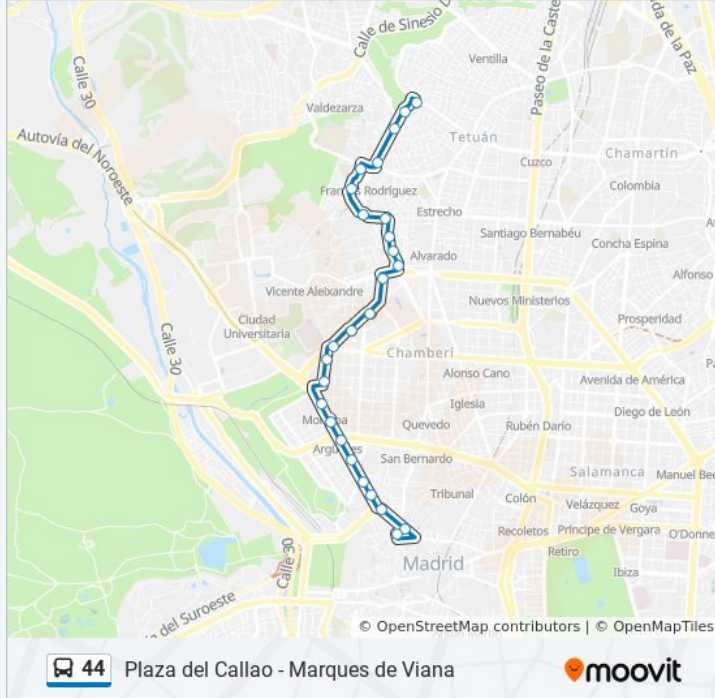 Calle de Sinesio D
da de la Paz
Ventilla
Paseo de la Caste
Calle 30
Valdezarza
Tetuán
Autovía del Noroeste
Chamartín
Cuzco
Francos Rodríguez
Colombia
Estrecho
Santiago Bernabéu
Concha Espina
Alvarado
Alfonso
Vicente Aleixandre
Nuevos Ministerios
Ciudad
Universitaria
Prosperidad
Calle 30
Chamberí
Alonso Cano
Avenida de América
Iglesia
Diego de León
Moncloa
Quevedo
Rubén Darío
Argüelles
San Bernardo
Salamanca
Manuel Bec
Tribunal
Colón
Velázquez
Goya
Recoletos
Príncipe de Vergara
O'Donne
Retiro
Madrid
Calle 30
Ibiza
a del Suroeste
© OpenStreetMap contributors | © OpenMapTiles
44 Plaza del Callao - Marques de Viana
moovit